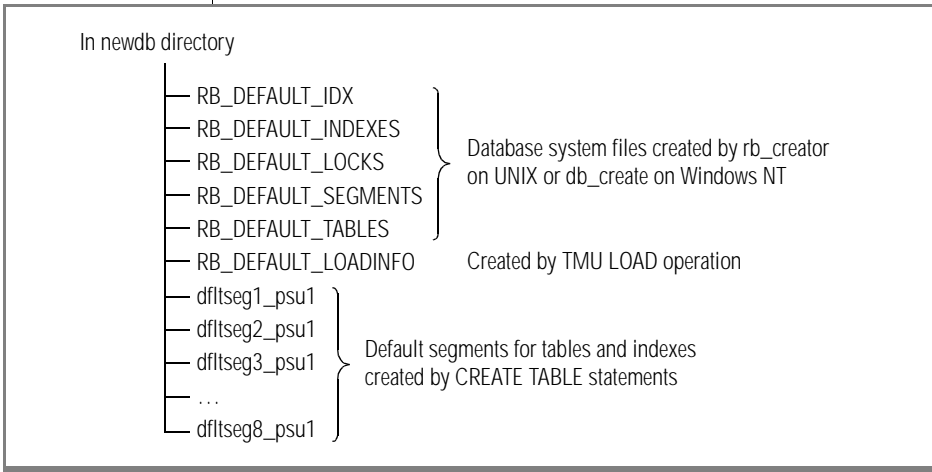 In newdb directory
RB_DEFAULT_IDX
RB_DEFAULT_INDEXES
RB_DEFAULT_LOCKS
RB_DEFAULT_SEGMENTS
RB_DEFAULT_TABLES
Database system files created by rb_creator
on UNIX or db_create on Windows NT
RB_DEFAULT_LOADINFO
Created by TMU LOAD operation
dfltseg1_psu1
dfltseg2_psu1
dfltseg3_psu1
...
dfltseg8_psu1
Default segments for tables and indexes
created by CREATE TABLE statements